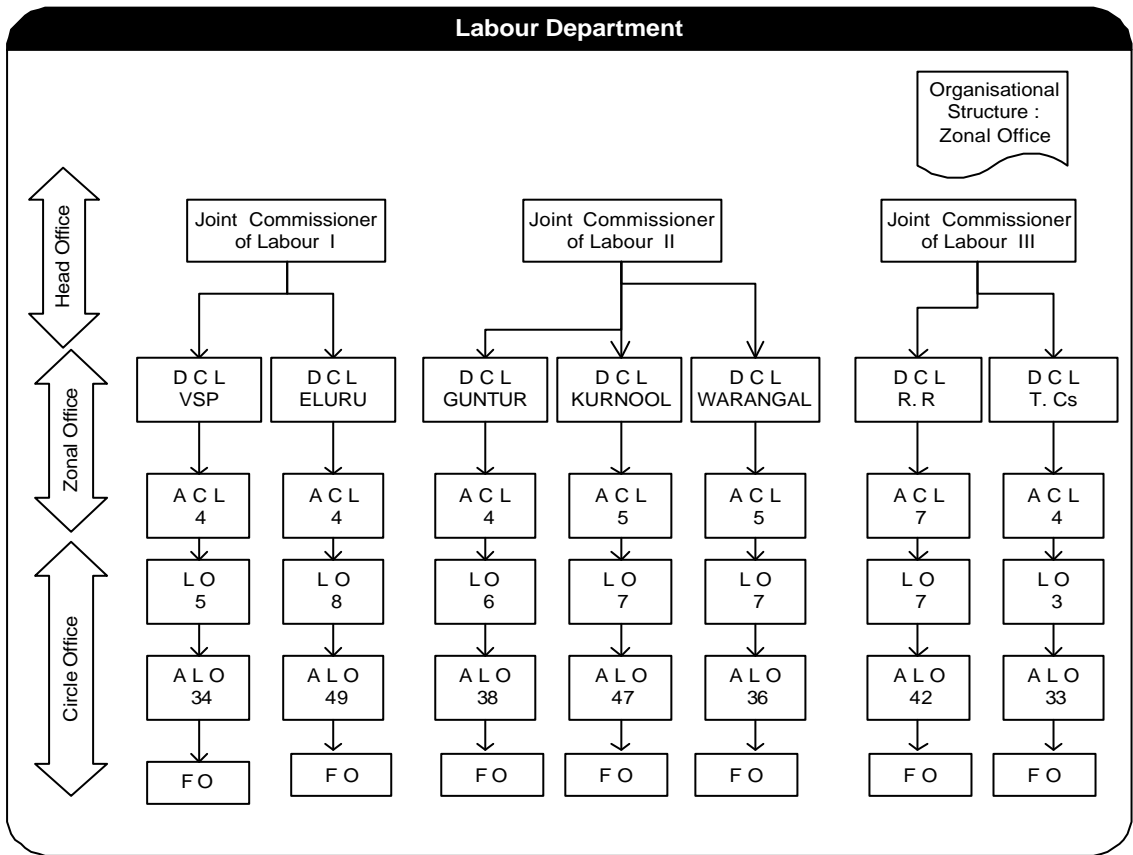 Labour Department
Organisational
Structure :
Zonal Office
Head Office
Joint Commissioner
of Labour I
Joint Commissioner
of Labour II
Joint Commissioner
of Labour III
Zonal Office
D C L
VSP
D C L
ELURU
D C L
GUNTUR
D C L
KURNOOL
D C L
WARANGAL
D C L
R. R
D C L
T. Cs
A C L
4
A C L
4
A C L
4
A C L
5
A C L
5
A C L
7
A C L
4
Circle Office
L O
5
L O
8
L O
6
L O
7
L O
7
L O
7
L O
3
A L O
34
A L O
49
A L O
38
A L O
47
A L O
36
A L O
42
A L O
33
F O
F O
F O
F O
F O
F O
F O